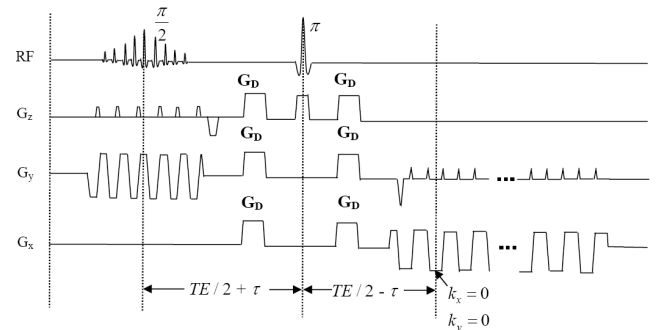 π/2
π
RF
G_D G_D
G_z
G_D G_D
G_y
...
G_D G_D
G_x
...
TE / 2 + τ TE / 2 - τ
k_x = 0
k_y = 0